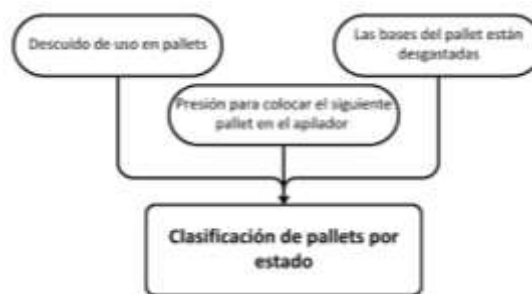 Descuido de uso en pallets
Las bases del pallet están
desgastadas
Presión para colocar el siguiente
pallet en el apilador
Clasificación de pallets por
estado